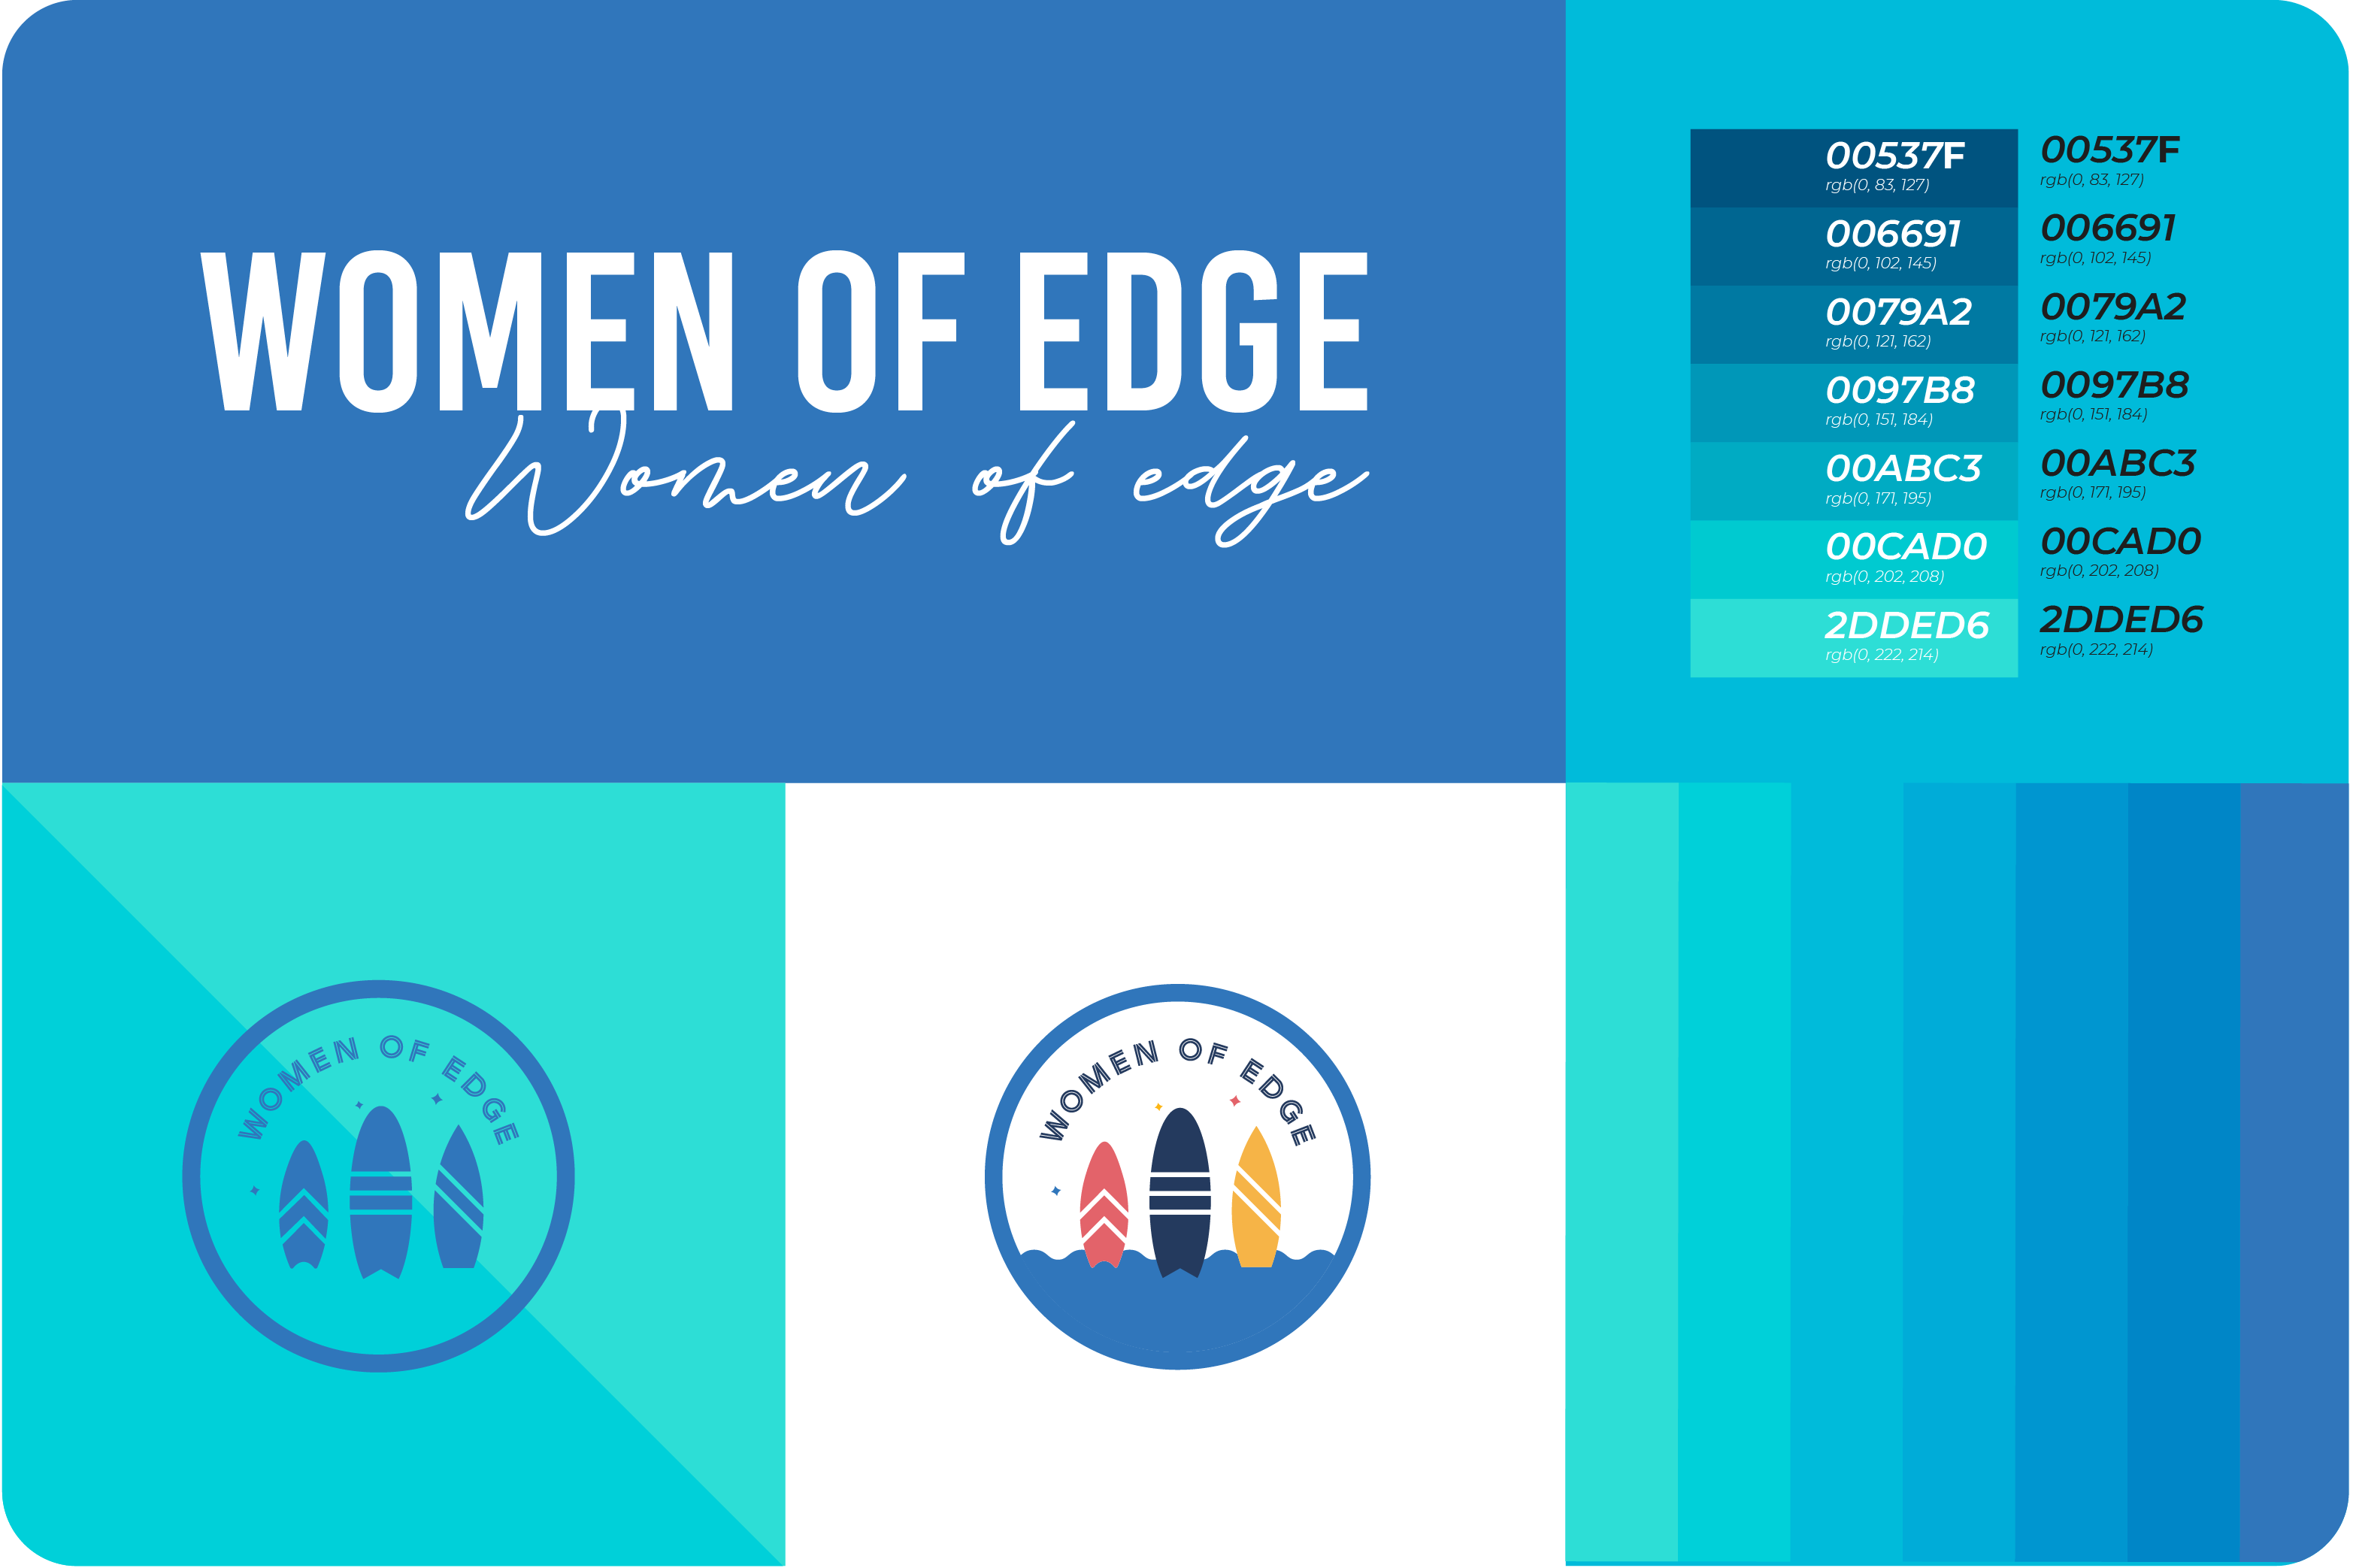 WOMEN OF EDGE
Women of edge
00537F 00537F
rgb(0, 83, 127) rgb(0, 83, 127)
006691 006691
rgb(0, 102, 145) rgb(0, 102, 145)
0079A2 0079A2
rgb(0, 121, 162) rgb(0, 121, 162)
0097B8 0097B8
rgb(0, 151, 184) rgb(0, 151, 184)
00ABC3 00ABC3
rgb(0, 171, 195) rgb(0, 171, 195)
00CAD0 00CAD0
rgb(0, 202, 208) rgb(0, 202, 208)
2DDED6 2DDED6
rgb(0, 222, 214) rgb(0, 222, 214)
WOMEN OF EDGE
WOMEN OF EDGE